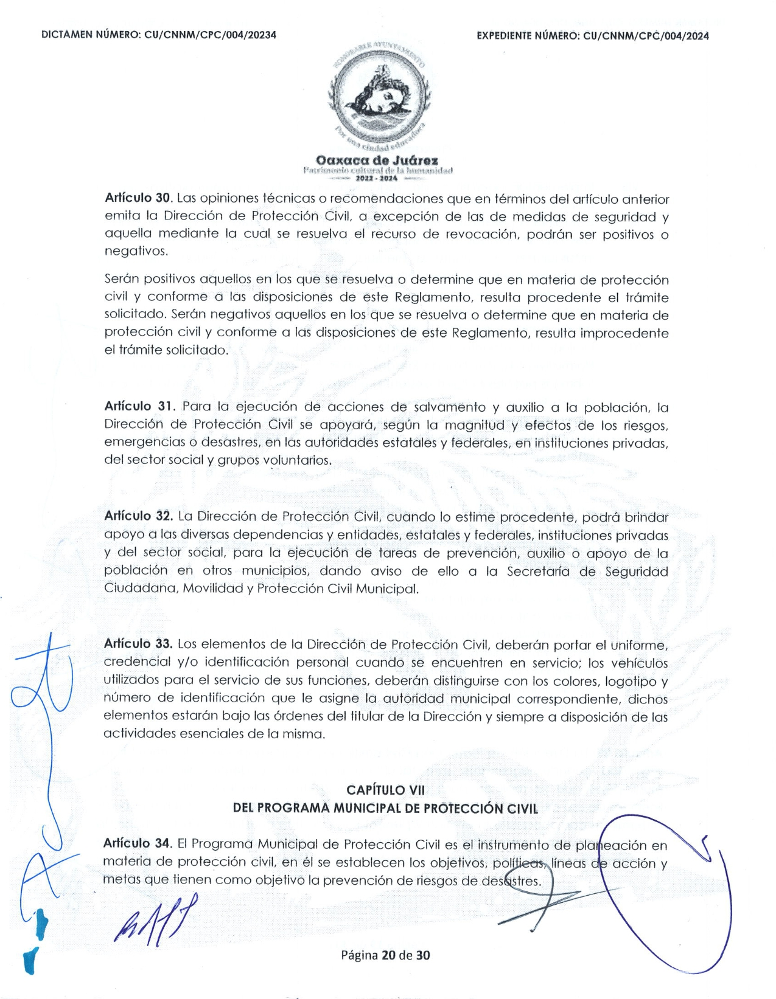 DICTAMEN NÚMERO: CU/CNNM/CPC/004/20234
EXPEDIENTE NÚMERO: CU/CNNM/CPC/004/2024
HONORABLE AYUNTAMIENTO
Por una ciudad educadora
Oaxaca de Juárez
Patrimonio cultural de la humanidad
2022 - 2024
Artículo 30. Las opiniones técnicas o recomendaciones que en términos del artículo anterior
emita la Dirección de Protección Civil, a excepción de las de medidas de seguridad y
aquella mediante la cual se resuelva el recurso de revocación, podrán ser positivos o
negativos.
Serán positivos aquellos en los que se resuelva o determine que en materia de protección
civil y conforme a las disposiciones de este Reglamento, resulta procedente el trámite
solicitado. Serán negativos aquellos en los que se resuelva o determine que en materia de
protección civil y conforme a las disposiciones de este Reglamento, resulta improcedente
el trámite solicitado.
Artículo 31. Para la ejecución de acciones de salvamento y auxilio a la población, la
Dirección de Protección Civil se apoyará, según la magnitud y efectos de los riesgos,
emergencias o desastres, en las autoridades estatales y federales, en instituciones privadas,
del sector social y grupos voluntarios.
Artículo 32. La Dirección de Protección Civil, cuando lo estime procedente, podrá brindar
apoyo a las diversas dependencias y entidades, estatales y federales, instituciones privadas
y del sector social, para la ejecución de tareas de prevención, auxilio o apoyo de la
población en otros municipios, dando aviso de ello a la Secretaría de Seguridad
Ciudadana, Movilidad y Protección Civil Municipal.
Artículo 33. Los elementos de la Dirección de Protección Civil, deberán portar el uniforme,
credencial y/o identificación personal cuando se encuentren en servicio; los vehículos
utilizados para el servicio de sus funciones, deberán distinguirse con los colores, logotipo y
número de identificación que le asigne la autoridad municipal correspondiente, dichos
elementos estarán bajo las órdenes del titular de la Dirección y siempre a disposición de las
actividades esenciales de la misma.
CAPÍTULO VII
DEL PROGRAMA MUNICIPAL DE PROTECCIÓN CIVIL
Artículo 34. El Programa Municipal de Protección Civil es el instrumento de planeación en
materia de protección civil, en él se establecen los objetivos, políticas, líneas de acción y
metas que tienen como objetivo la prevención de riesgos de desastres.
Página 20 de 30